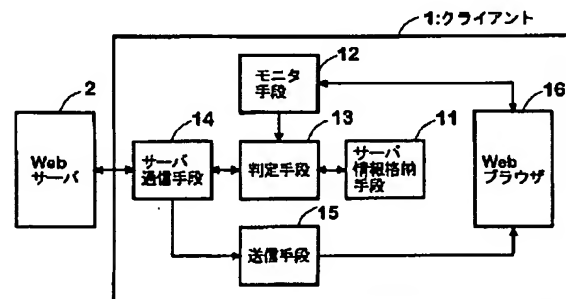 1:クライアント
12
モニタ
手段
2
Web
サーバ
14
サーバ
通信手段
13
判定手段
11
サーバ
情報格納
手段
16
Web
ブラウザ
15
送信手段